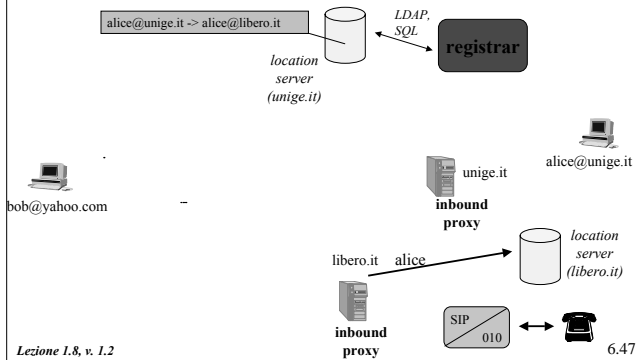 alice@unige.it -> alice@libero.it
LDAP,
SQL
registrar
location
server
(unige.it)
alice@unige.it
unige.it
inbound
proxy
bob@yahoo.com
libero.it alice
location
server
(libero.it)
inbound
proxy
SIP
010
Lezione 1.8, v. 1.2
6.47